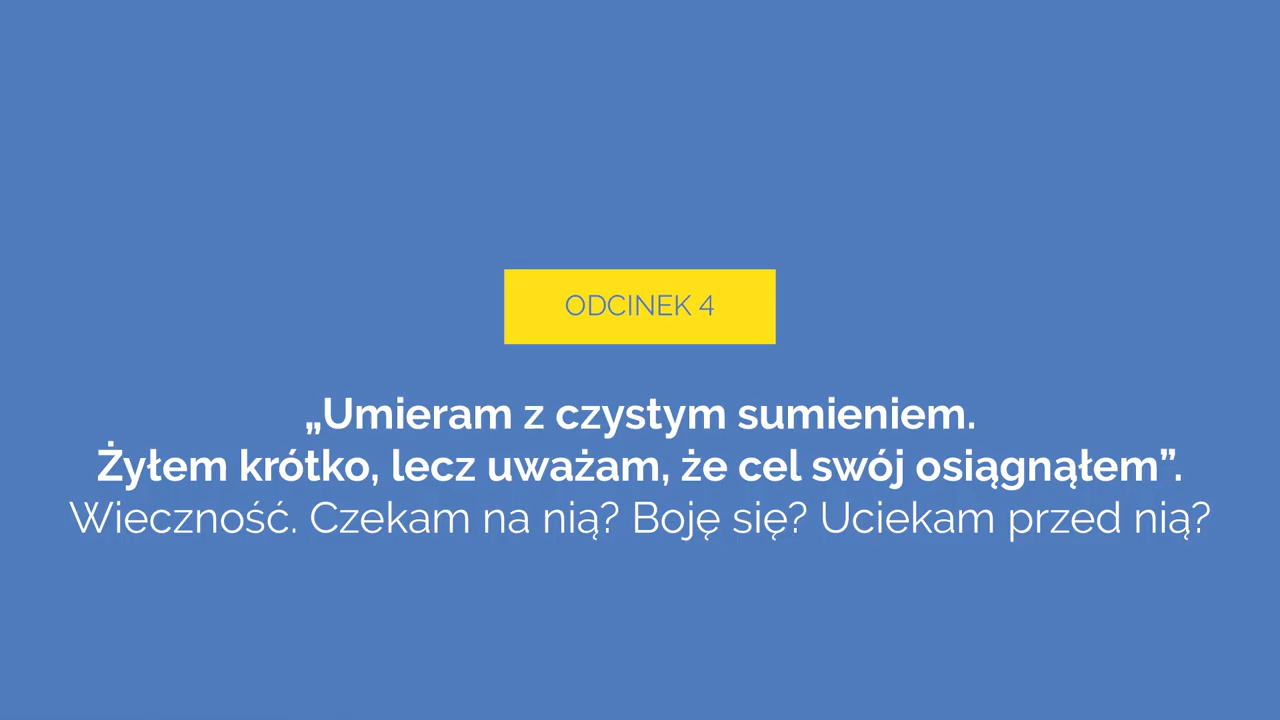 ODCINEK 4
„Umieram z czystym sumieniem.
Żyłem krótko, lecz uważam, że cel swój osiągnąłem”.
Wieczność. Czekam na nią? Boję się? Uciekam przed nią?